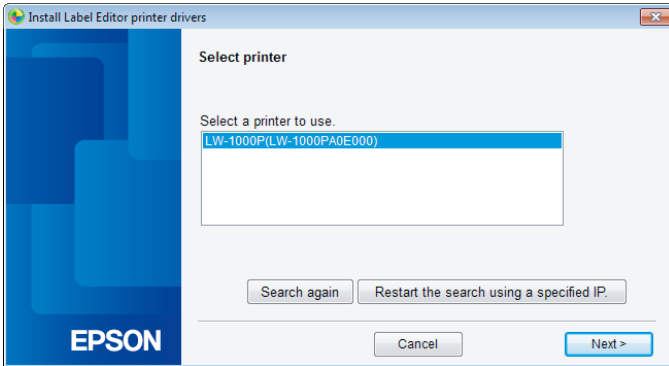 Install Label Editor printer drivers
Select printer
Select a printer to use.
LW-1000P(LW-1000PA0E000)
Search again
Restart the search using a specified IP.
EPSON
Cancel
Next >